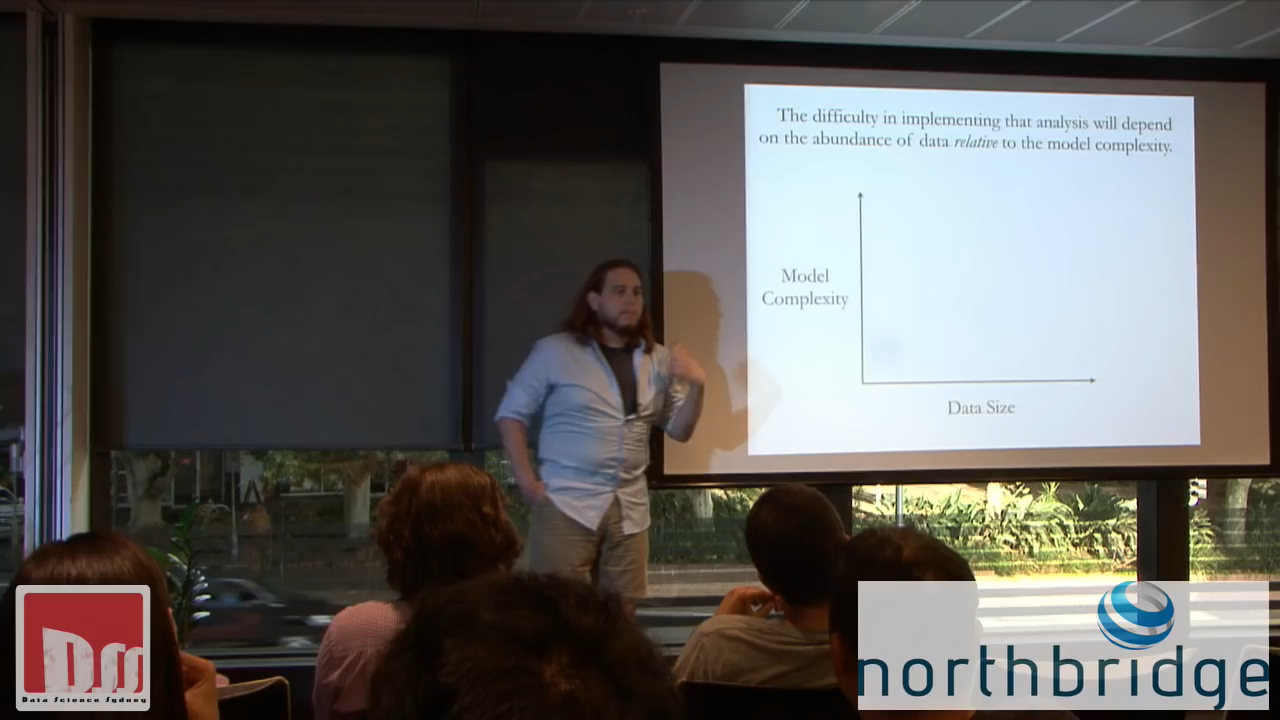 The difficulty in implementing that analysis will depend
on the abundance of data relative to the model complexity.
Model
Complexity
Data Size
DSS
Data Science Sydney
northbridge